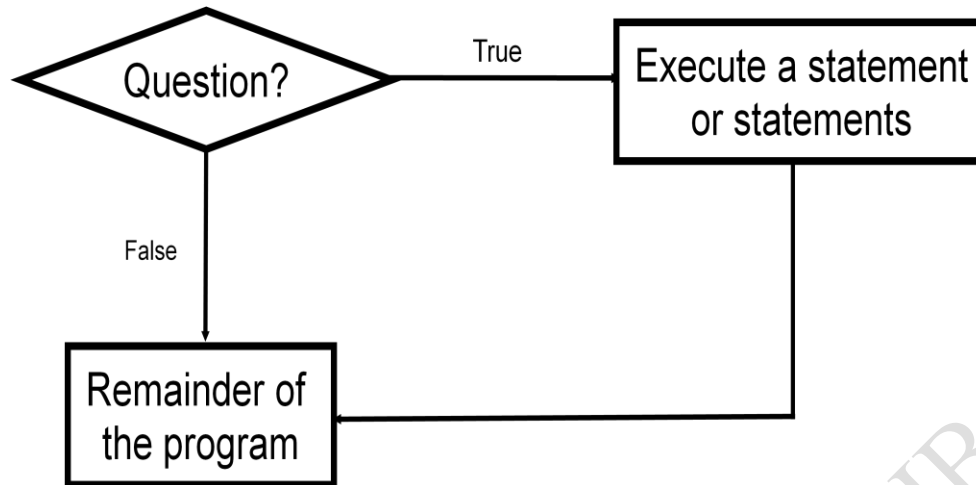 Question?
True
Execute a statement
or statements
False
Remainder of
the program